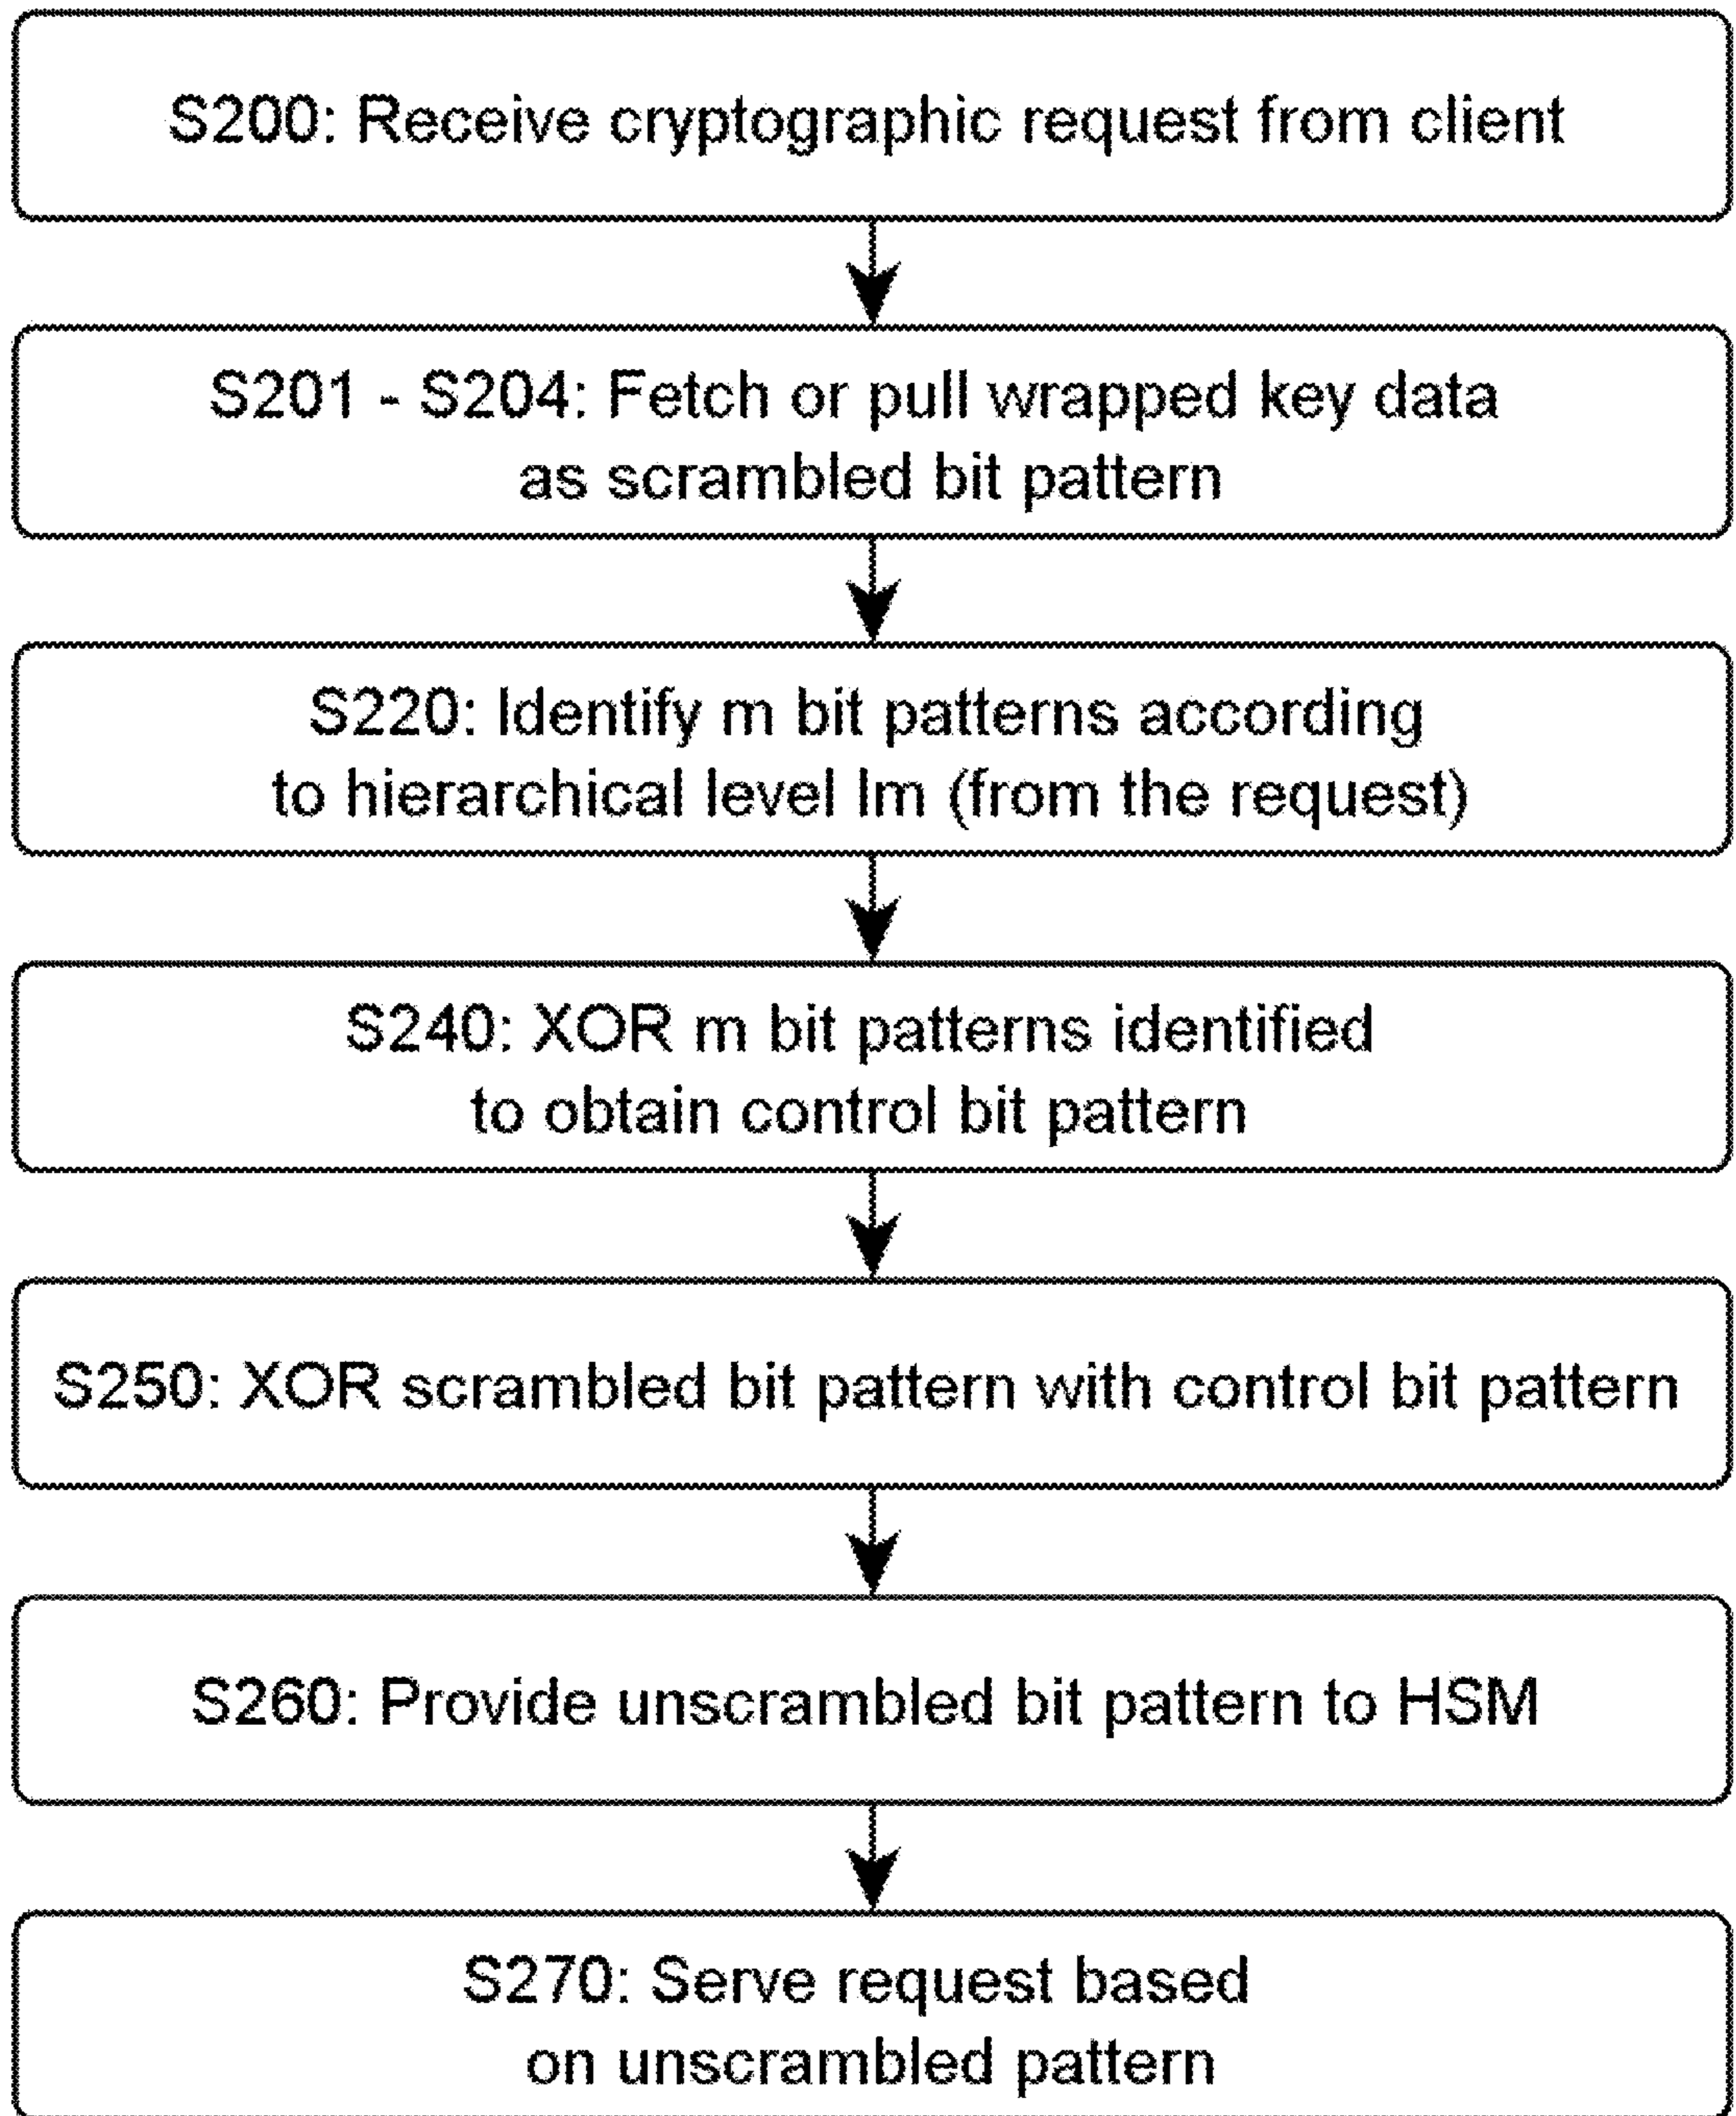 S200: Receive cryptographic request from client
S201 - S204: Fetch or pull wrapped key data
as scrambled bit pattern
S220: Identify m bit patterns according
to hierarchical level lm (from the request)
S240: XOR m bit patterns identified
to obtain control bit pattern
S250: XOR scrambled bit pattern with control bit pattern
S260: Provide unscrambled bit pattern to HSM
S270: Serve request based
on unscrambled pattern